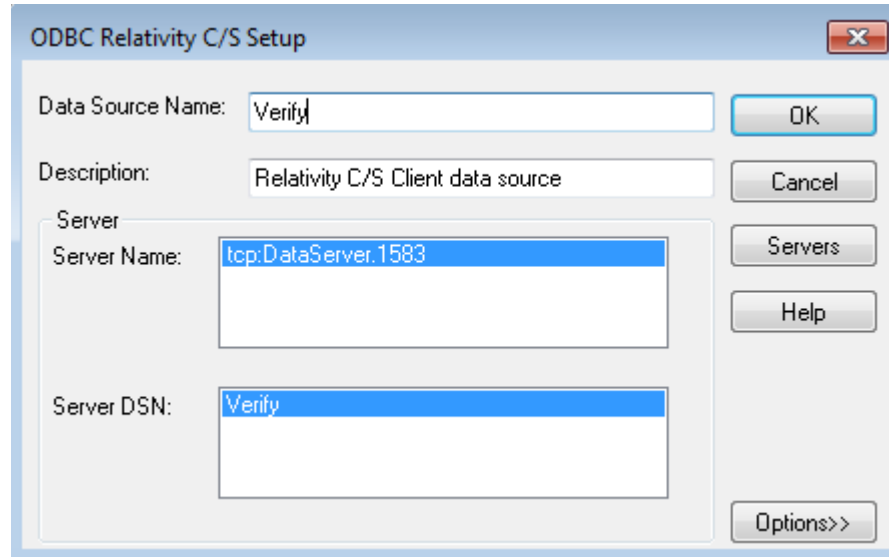 ODBC Relativity C/S Setup
Data Source Name: Verify OK
Description: Relativity C/S Client data source Cancel
Server
Server Name: tcp:DataServer.1583 Servers
Help
Server DSN: Verify
Options>>